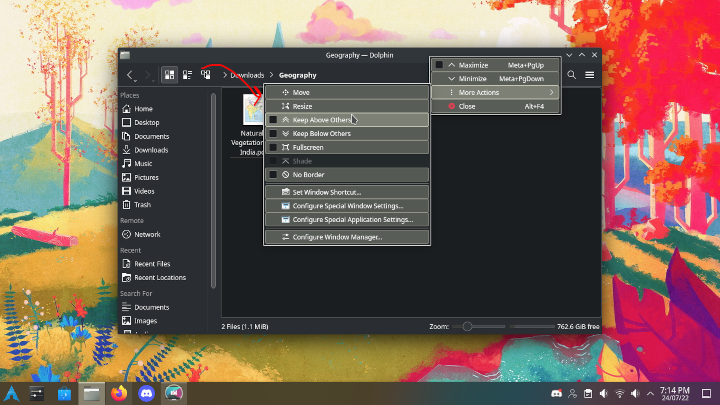 Geography — Dolphin
Maximize Meta+PgUp
Minimize Meta+PgDown
More Actions
Close Alt+F4
Downloads Geography
Move
Resize
Keep Above Others
Keep Below Others
Fullscreen
Shade
No Border
Set Window Shortcut...
Configure Special Window Settings...
Configure Special Application Settings...
Configure Window Manager...
Places
Home
Desktop
Documents
Downloads
Music
Pictures
Videos
Trash
Remote
Network
Recent
Recent Files
Recent Locations
Search For
Documents
Images
Natural
Vegetation
India.
2 Files (1.1 MiB)
Zoom:
762.6 GiB free
7:14 PM
24/07/22